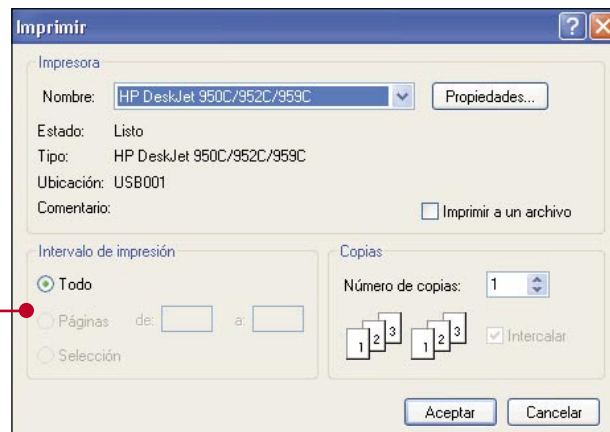 Imprimir
Impresora
Nombre: HP DeskJet 950C/952C/959C Propiedades...
Estado: Listo
Tipo: HP DeskJet 950C/952C/959C
Ubicación: USB001
Comentario: Imprimir a un archivo
Intervalo de impresión
Todo
Páginas de: a:
Selección
Copias
Número de copias: 1
1 2 3 1 2 3 Intercalar
Aceptar Cancelar